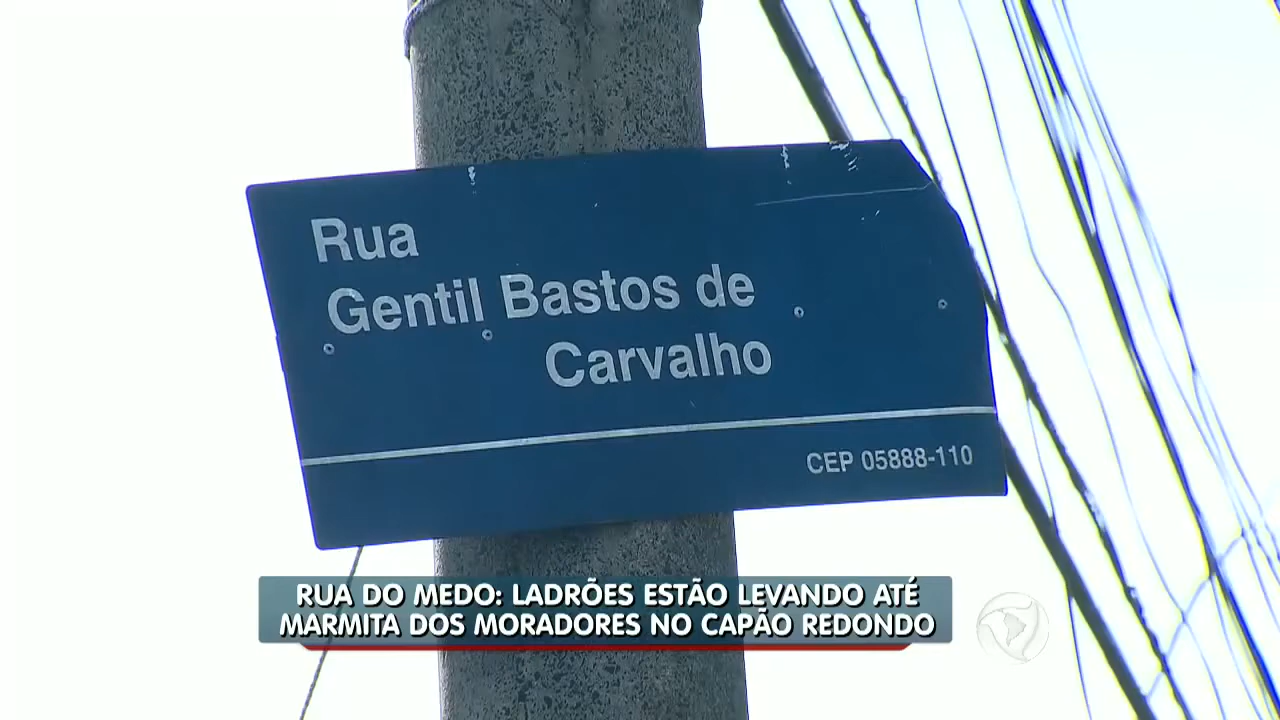 Rua
Gentil Bastos de
Carvalho
CEP 05888-110
RUA DO MEDO: LADRÕES ESTÃO LEVANDO ATÉ
MARMITA DOS MORADORES NO CAPÃO REDONDO